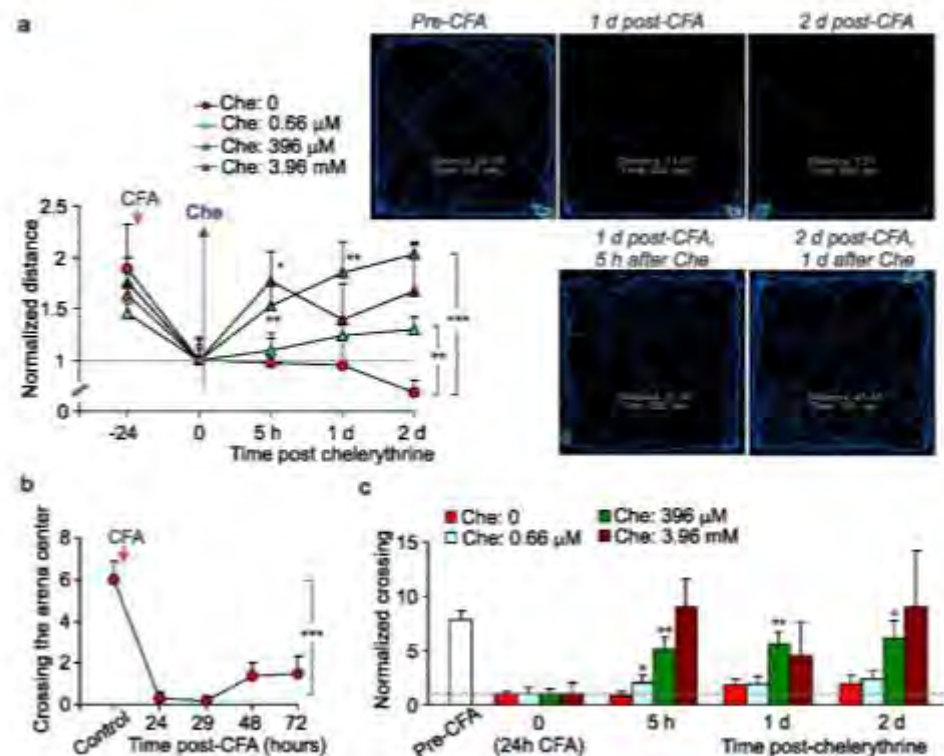 a
Pre-CFA
1 d post-CFA
2 d post-CFA
Che: 0
Che: 0.66 µM
Che: 396 µM
Che: 3.96 mM
CFA
Che
2.5
2
1.5
1
0
Normalized distance
*
**
**
***
**
-24 0 5 h 1 d 2 d
Time post chelerythrine
1 d post-CFA,
5 h after Che
2 d post-CFA,
1 d after Che
b
CFA
8
6
4
2
0
Crossing the arena center
***
Control 24 29 48 72
Time post-CFA (hours)
c
Che: 0
Che: 396 µM
Che: 0.66 µM
Che: 3.96 mM
15
10
5
0
Normalized crossing
*
**
**
*
Pre-CFA 0 5 h 1 d 2 d
(24h CFA)
Time post-chelerythrine